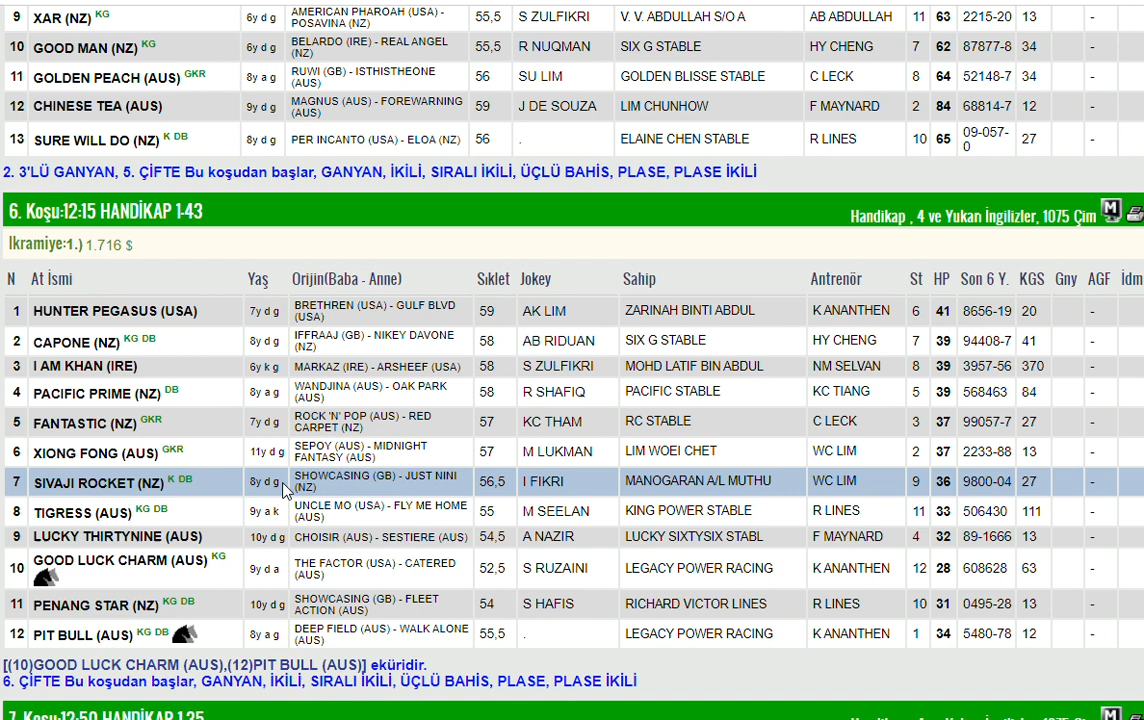 9 XAR (NZ) KG 6y d g AMERICAN PHAROAH (USA) - POSAVINA (NZ) 55,5 S ZULFIKRI V. V. ABDULLAH S/O A AB ABDULLAH 11 63 2215-20 13 -
10 GOOD MAN (NZ) KG 6y d g BELARDO (IRE) - REAL ANGEL (NZ) 55,5 R NUQMAN SIX G STABLE HY CHENG 7 62 87877-8 34 -
11 GOLDEN PEACH (AUS) GKR 8y a g RUWI (GB) - ISTHISTHEONE (AUS) 56 SU LIM GOLDEN BLISSE STABLE C LECK 8 64 52148-7 34 -
12 CHINESE TEA (AUS) 9y d g MAGNUS (AUS) - FOREWARNING (AUS) 59 J DE SOUZA LIM CHUNHOW F MAYNARD 2 84 68814-7 12 -
13 SURE WILL DO (NZ) K DB 8y d g PER INCANTO (USA) - ELOA (NZ) 56 . ELAINE CHEN STABLE R LINES 10 65 09-057-0 27 -
2. 3'LÜ GANYAN, 5. ÇİFTE Bu koşudan başlar, GANYAN, İKİLİ, SIRALI İKİLİ, ÜÇLÜ BAHİS, PLASE, PLASE İKİLİ
6. Koşu:12:15 HANDİKAP 1-43 Handikap , 4 ve Yukarı İngilizler, 1075 Çim M
Ikramiye:1.) 1.716 $
N At İsmi Yaş Orijin(Baba - Anne) Sıklet Jokey Sahip Antrenör St HP Son 6 Y. KGS Gny AGF İdm
1 HUNTER PEGASUS (USA) 7y d g BRETHREN (USA) - GULF BLVD (USA) 59 AK LIM ZARINAH BINTI ABDUL K ANANTHEN 6 41 8656-19 20 -
2 CAPONE (NZ) KG DB 8y d g IFFRAAJ (GB) - NIKEY DAVONE (NZ) 58 AB RIDUAN SIX G STABLE HY CHENG 7 39 94408-7 41 -
3 I AM KHAN (IRE) 6y k g MARKAZ (IRE) - ARSHEEF (USA) 58 S ZULFIKRI MOHD LATIF BIN ABDUL NM SELVAN 8 39 3957-56 370 -
4 PACIFIC PRIME (NZ) DB 8y a g WANDJINA (AUS) - OAK PARK (AUS) 58 R SHAFIQ PACIFIC STABLE KC TIANG 5 39 568463 84 -
5 FANTASTIC (NZ) GKR 7y d g ROCK 'N' POP (AUS) - RED CARPET (NZ) 57 KC THAM RC STABLE C LECK 3 37 99057-7 27 -
6 XIONG FONG (AUS) GKR 11y d g SEPOY (AUS) - MIDNIGHT FANTASY (AUS) 57 M LUKMAN LIM WOEI CHET WC LIM 2 37 2233-88 13 -
7 SIVAJI ROCKET (NZ) K DB 8y d g SHOWCASING (GB) - JUST NINI (NZ) 56,5 I FIKRI MANOGARAN A/L MUTHU WC LIM 9 36 9800-04 27 -
8 TIGRESS (AUS) KG DB 9y a k UNCLE MO (USA) - FLY ME HOME (AUS) 55 M SEELAN KING POWER STABLE R LINES 11 33 506430 111 -
9 LUCKY THIRTYNINE (AUS) 10y d g CHOISIR (AUS) - SESTIERE (AUS) 54,5 A NAZIR LUCKY SIXTYSIX STABL F MAYNARD 4 32 89-1666 13 -
10 GOOD LUCK CHARM (AUS) KG 9y d a THE FACTOR (USA) - CATERED (AUS) 52,5 S RUZAINI LEGACY POWER RACING K ANANTHEN 12 28 608628 63 -
11 PENANG STAR (NZ) KG DB 10y d g SHOWCASING (GB) - FLEET ACTION (AUS) 54 S HAFIS RICHARD VICTOR LINES R LINES 10 31 0495-28 13 -
12 PIT BULL (AUS) KG DB 8y a g DEEP FIELD (AUS) - WALK ALONE (AUS) 55,5 . LEGACY POWER RACING K ANANTHEN 1 34 5480-78 12 -
[(10)GOOD LUCK CHARM (AUS),(12)PIT BULL (AUS)] eküridir.
6. ÇİFTE Bu koşudan başlar, GANYAN, İKİLİ, SIRALI İKİLİ, ÜÇLÜ BAHİS, PLASE, PLASE İKİLİ
7. Koşu:12:50 HANDİKAP 1-35